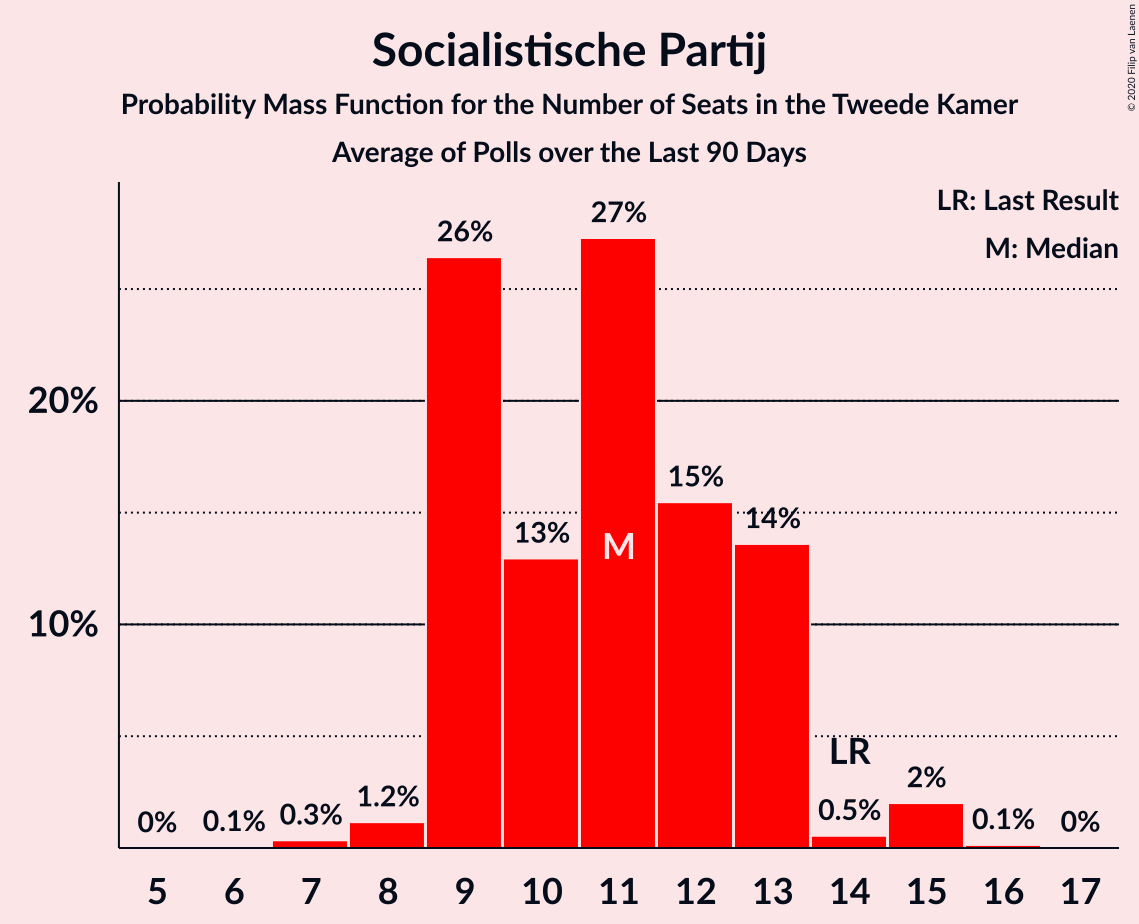 Socialistische Partij
Probability Mass Function for the Number of Seats in the Tweede Kamer
Average of Polls over the Last 90 Days
© 2020 Filip van Laenen
LR: Last Result
M: Median
20%
10%
0%
0.1%
0.3%
1.2%
26%
13%
27%
15%
14%
0.5%
2%
0.1%
0%
M
LR
5 6 7 8 9 10 11 12 13 14 15 16 17